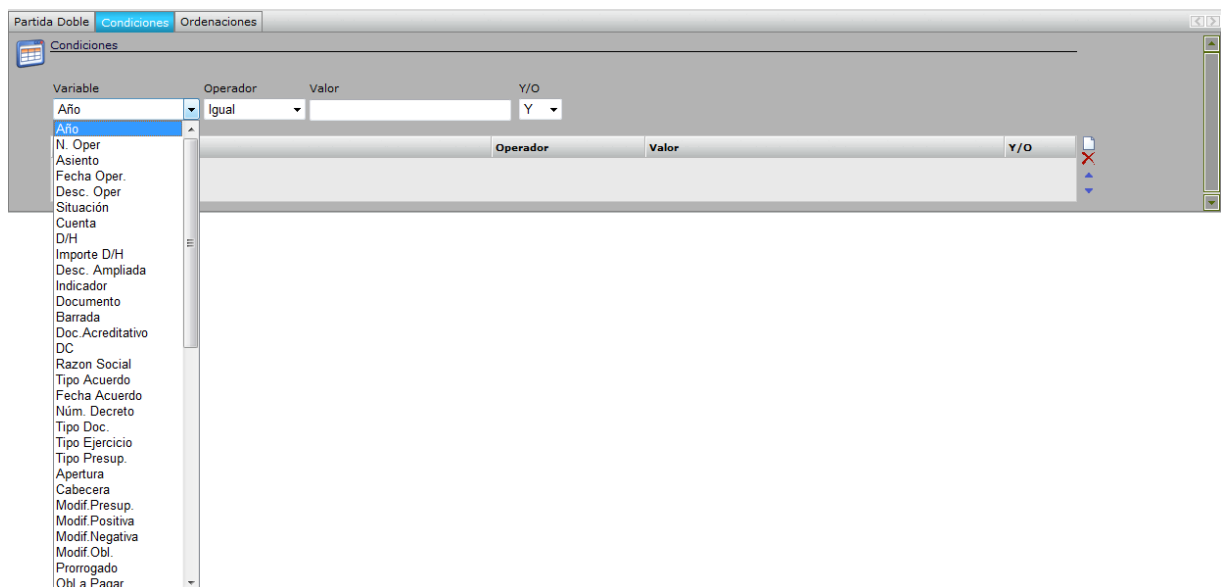 Partida Doble Condiciones Ordenaciones
Condiciones
Variable Operador Valor Y/O
Año Igual Y
Año
N. Oper
Operador Valor Y/O
Asiento
Fecha Oper.
Desc. Oper
Situación
Cuenta
D/H
Importe D/H
Desc. Ampliada
Indicador
Documento
Barrada
Doc.Acreditativo
DC
Razon Social
Tipo Acuerdo
Fecha Acuerdo
Núm. Decreto
Tipo Doc.
Tipo Ejercicio
Tipo Presup.
Apertura
Cabecera
Modif.Presup.
Modif.Positiva
Modif.Negativa
Modif.Obl.
Prorrogado
Obl a Pagar